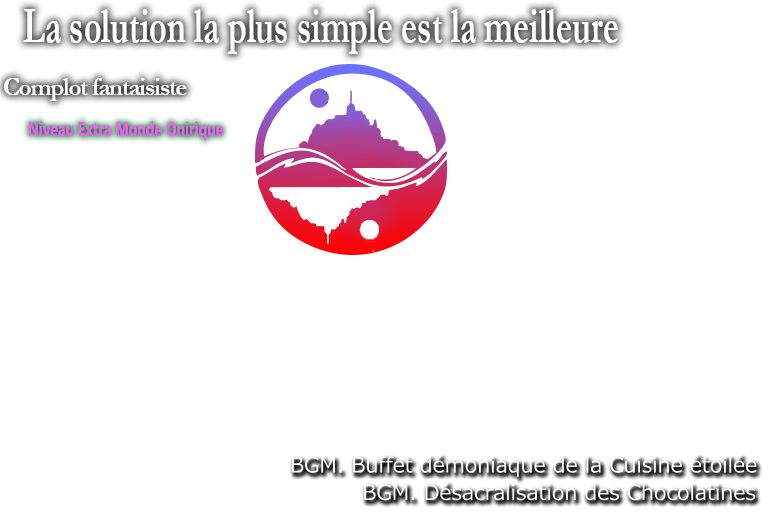 La solution la plus simple est la meilleure
Complot fantaisiste
Niveau Extra Monde Onirique
BGM. Buffet démoniaque de la Cuisine étoilée
BGM. Désacralisation des Chocolatines